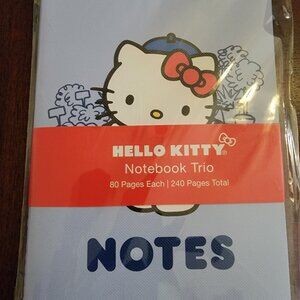 HELLO KITTY®
Notebook Trio
80 Pages Each | 240 Pages Total
NOTES